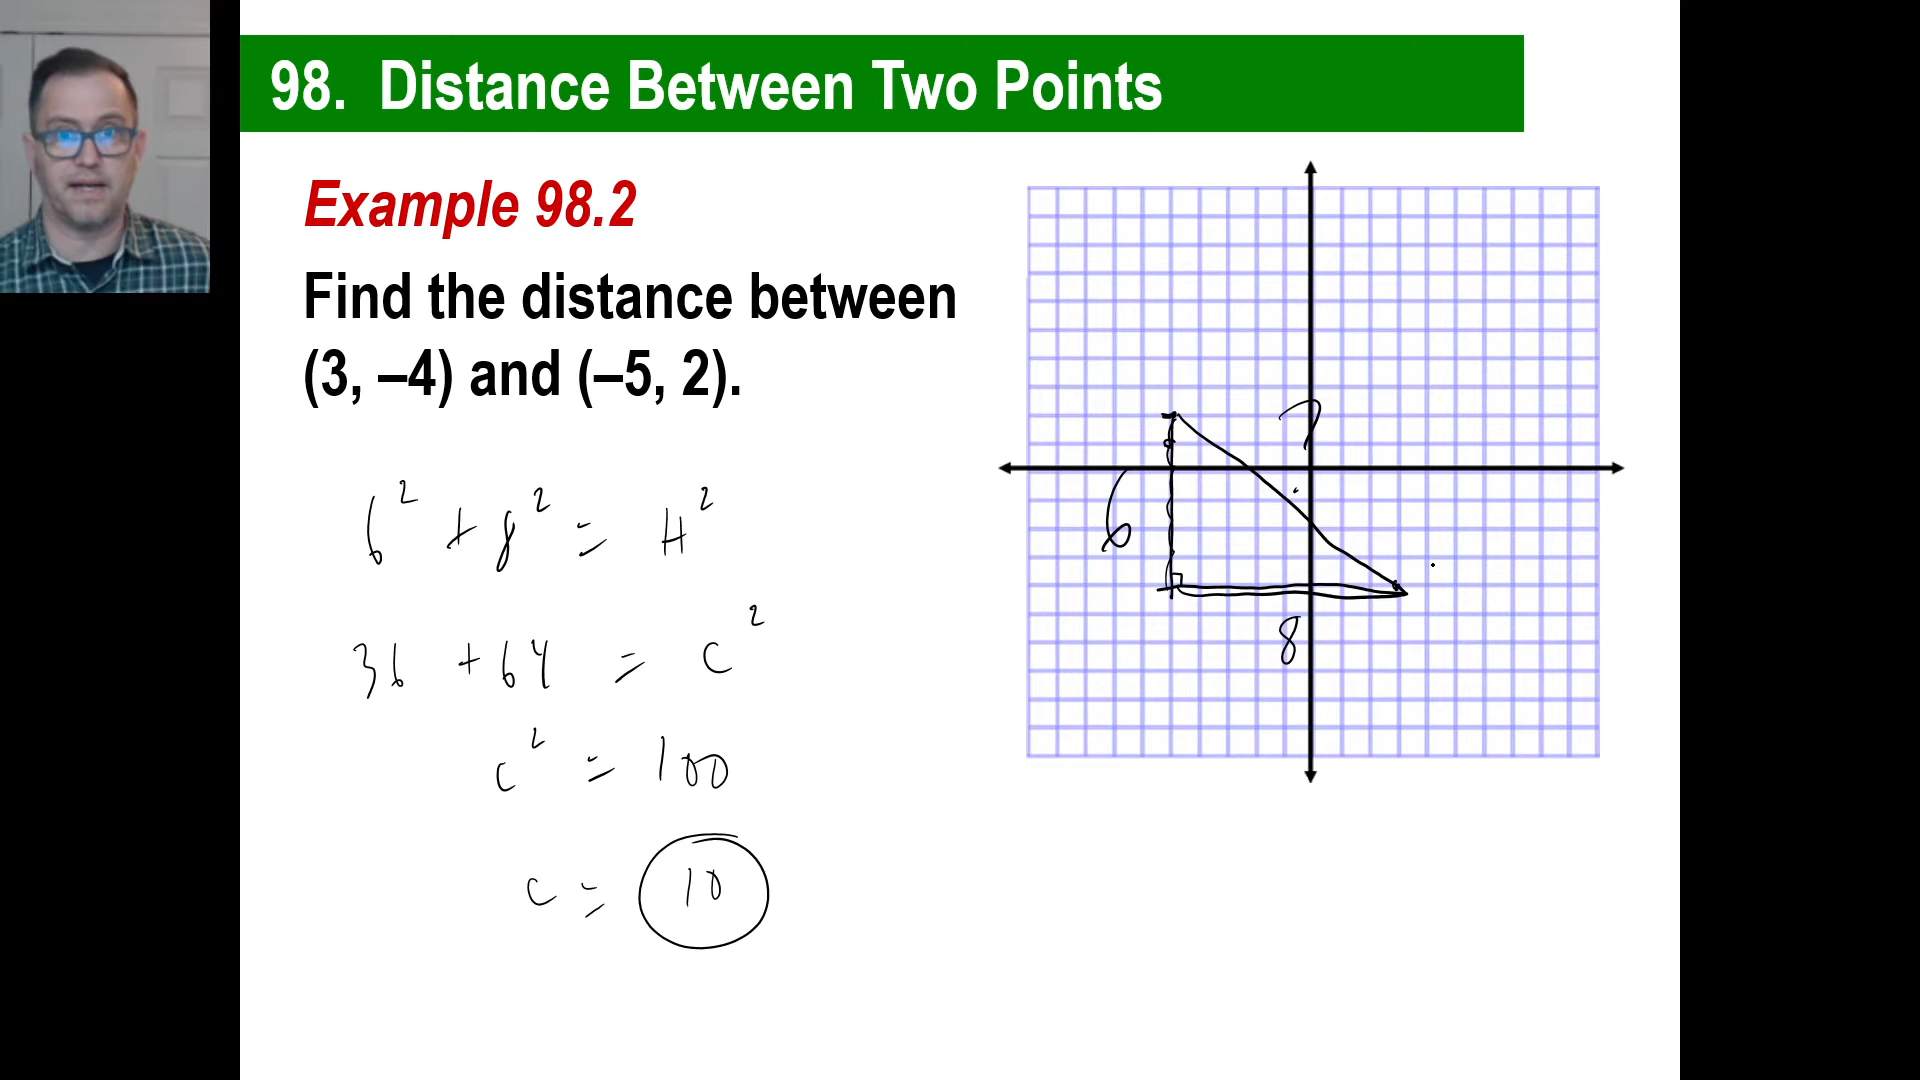 98. Distance Between Two Points
Example 98.2
Find the distance between
(3, –4) and (–5, 2).
6² + 8² = H²
36 + 64 = c²
c² = 100
c = 10
?
6
8